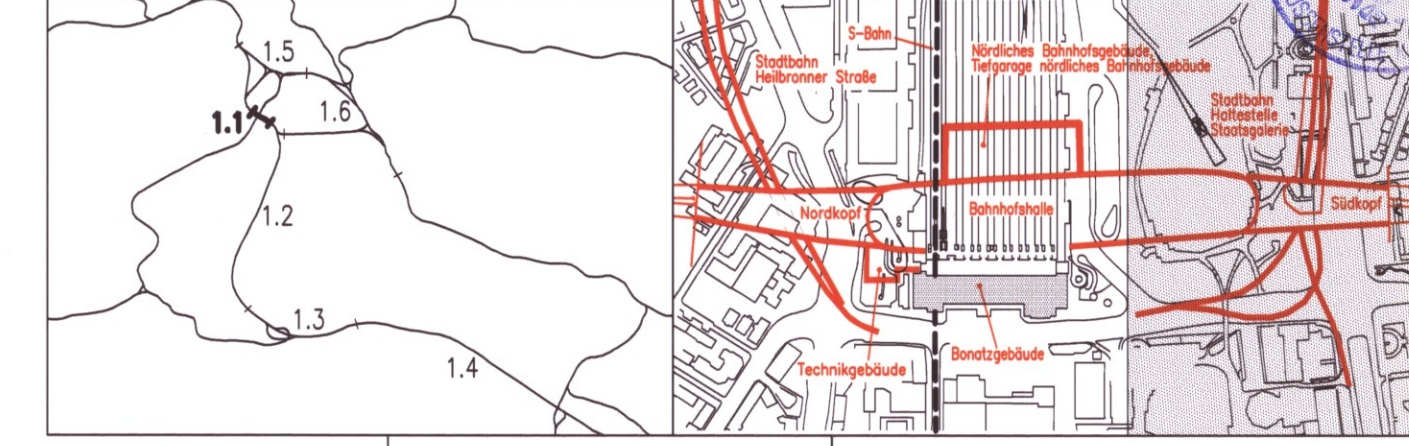 1.5
1.6
1.1
1.2
1.3
1.4
S-Bahn
Stadtbahn
Heilbronner Straße
Nördliches Bahnhofsgebäude,
Tiefgarage nördliches Bahnhofsgebäude
Stadtbahn
Haltestelle
Staatsgalerie
Nordkopf
Bahnhofshalle
Südkopf
Technikgebäude
Bonatzgebäude